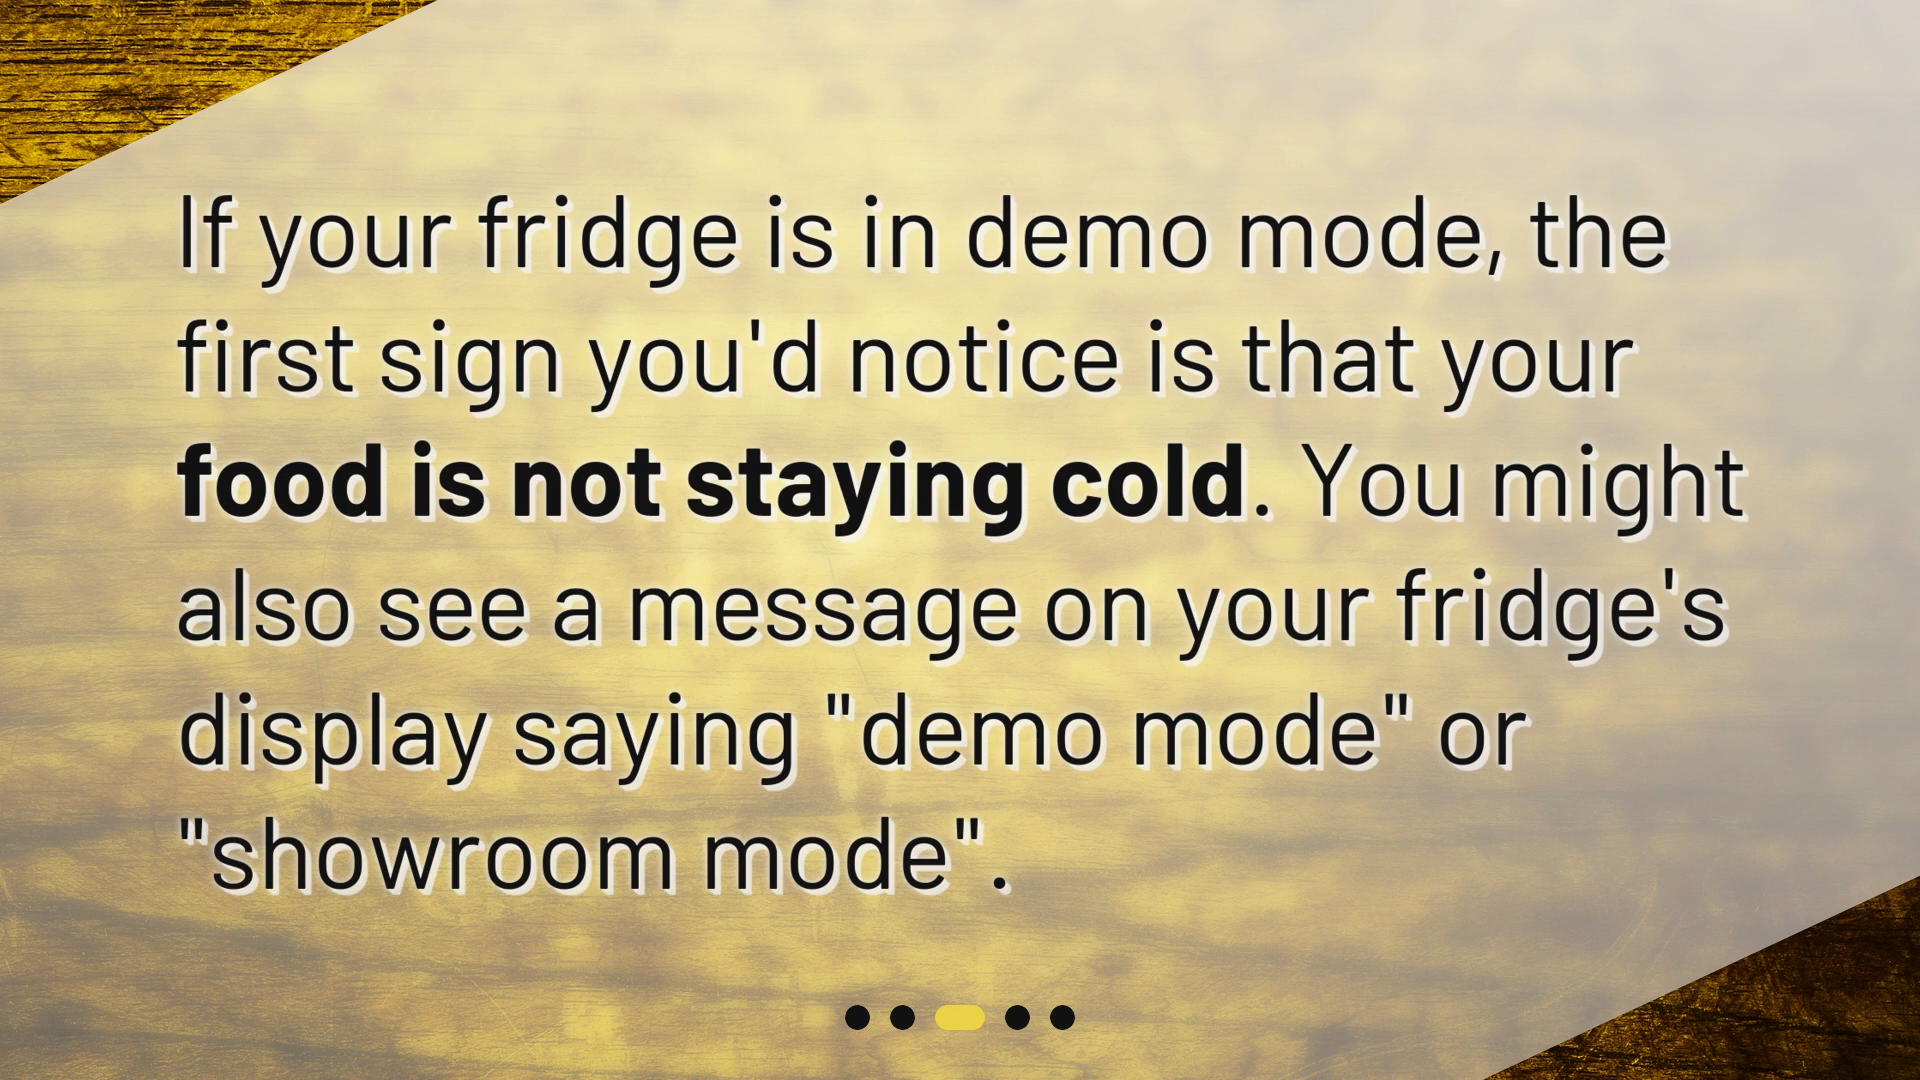 If your fridge is in demo mode, the
first sign you'd notice is that your
food is not staying cold. You might
also see a message on your fridge's
display saying "demo mode" or
"showroom mode".